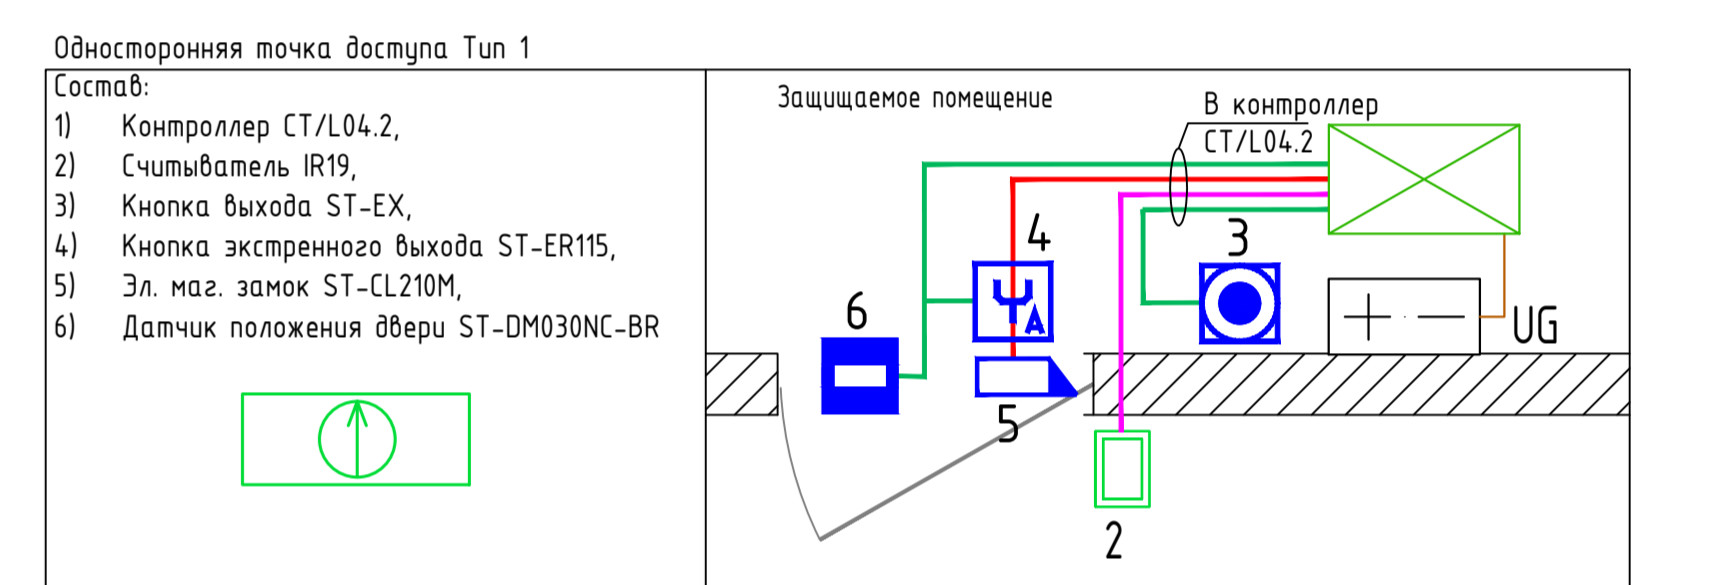 Односторонняя точка доступа Тип 1
Состав:
1) Контроллер CT/L04.2,
2) Считыватель IR19,
3) Кнопка выхода ST-EX,
4) Кнопка экстренного выхода ST-ER115,
5) Эл. маг. замок ST-CL210M,
6) Датчик положения двери ST-DM030NC-BR
Защищаемое помещение
В контроллер
CT/L04.2
4
3
A
6
UG
5
2